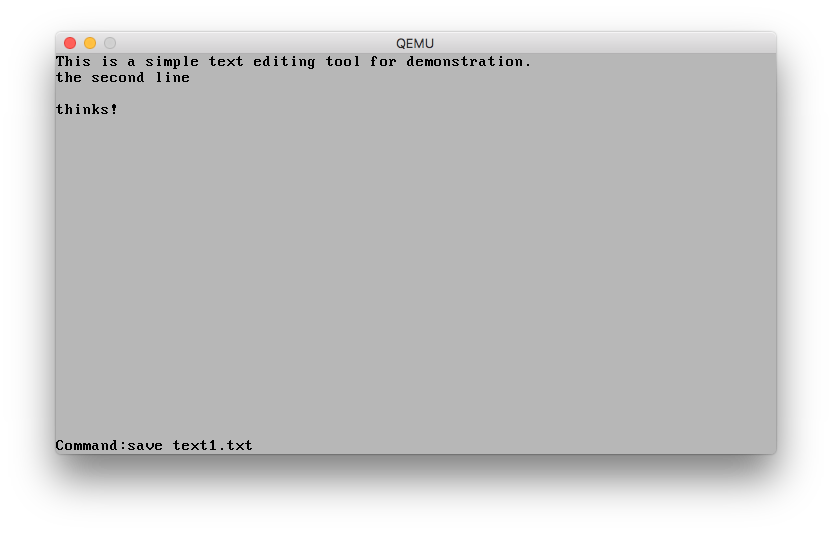 QEMU
This is a simple text editing tool for demonstration.
the second line
thinks!
Command:save text1.txt